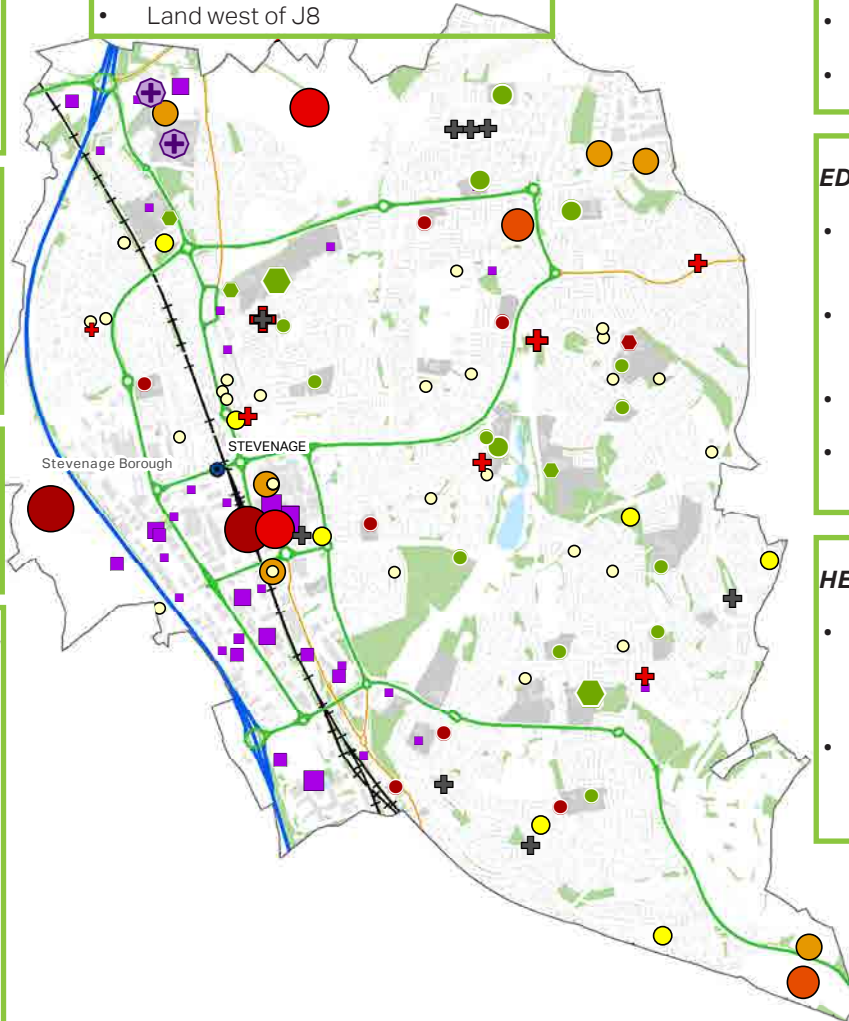 • Land west of J8
•
•
ED
•
•
•
•
STEVENAGE
Stevenage Borough
HE
•
•